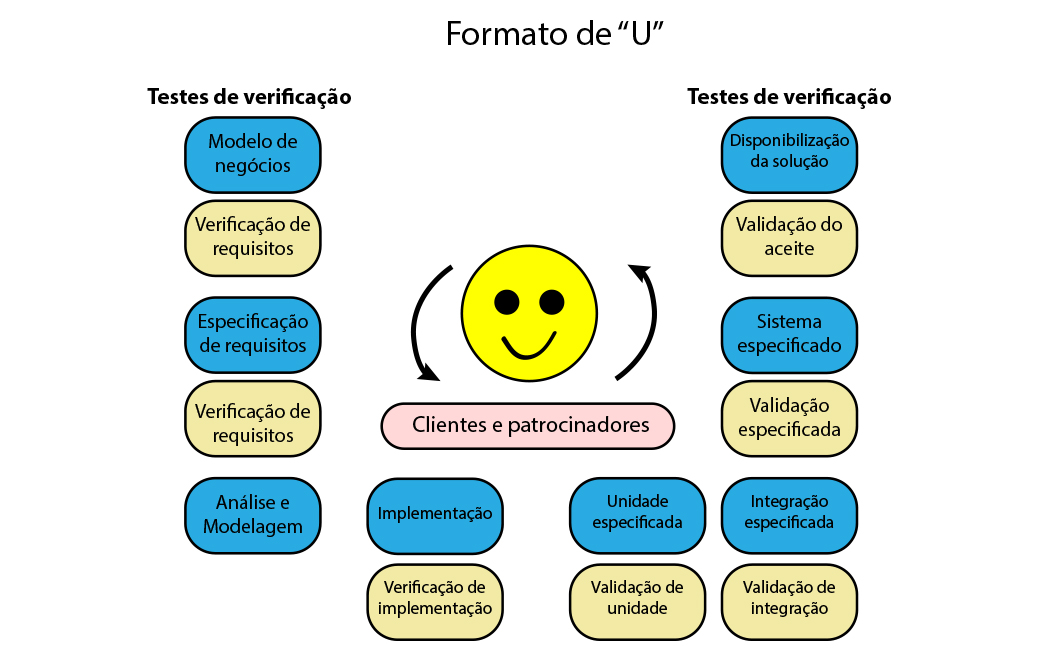 Formato de “U”
Testes de verificação
Modelo de
negócios
Verificação de
requisitos
Especificação
de requisitos
Verificação de
requisitos
Análise e
Modelagem
Clientes e patrocinadores
Implementação
Verificação de
implementação
Unidade
especificada
Validação de
unidade
Testes de verificação
Disponibilização
da solução
Validação do
aceite
Sistema
especificado
Validação
especificada
Integração
especificada
Validação de
integração